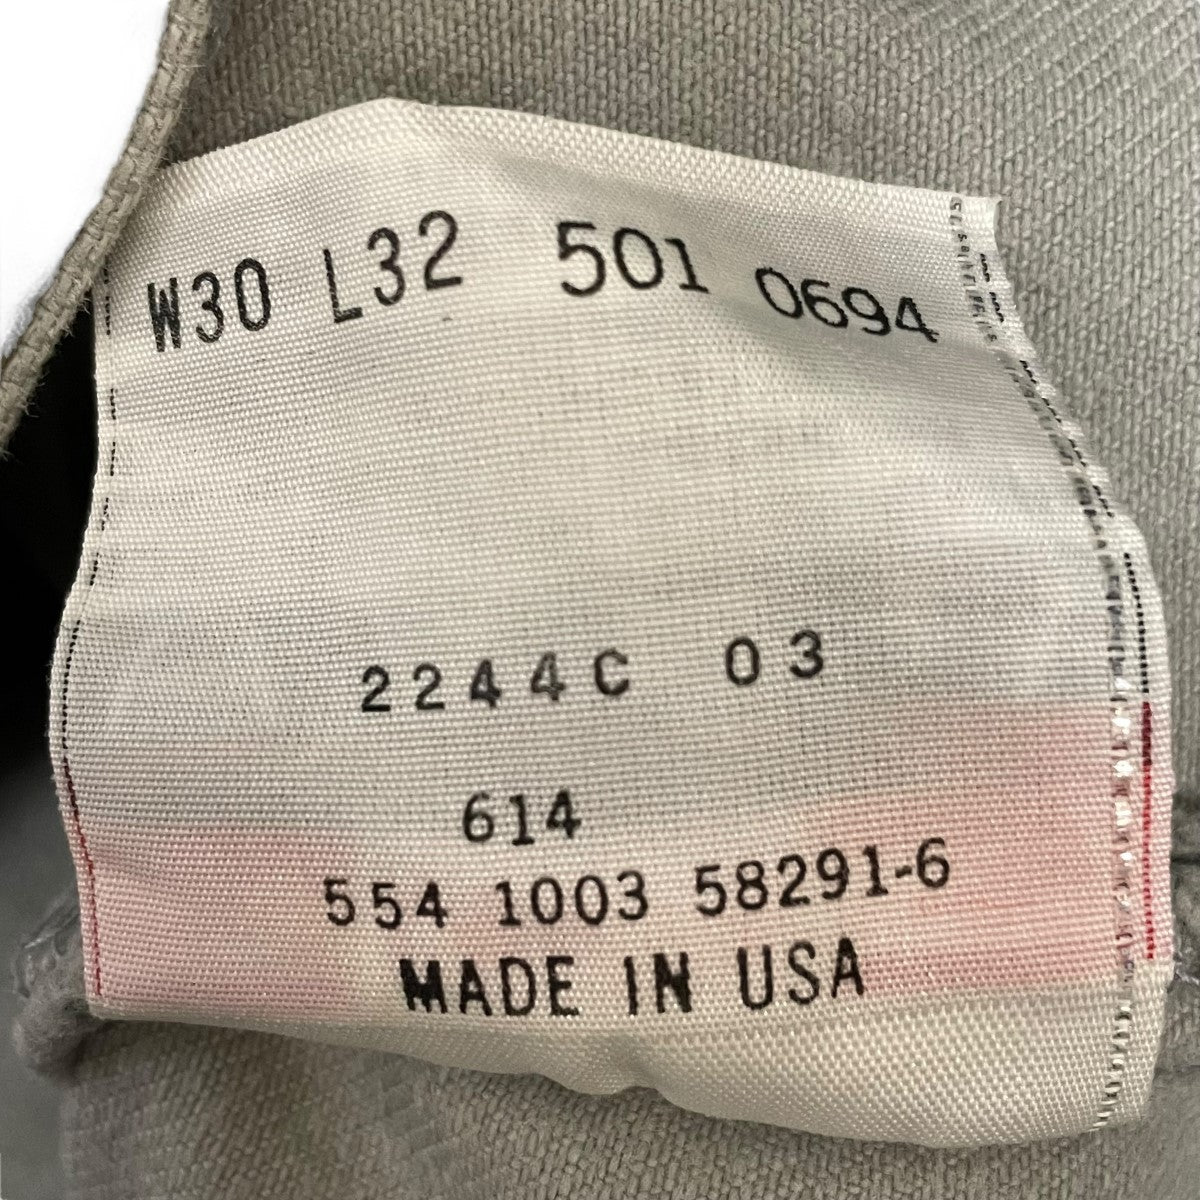 W30 L32 501 0694
2244C 03
614
554 1003 58291-6
MADE IN USA